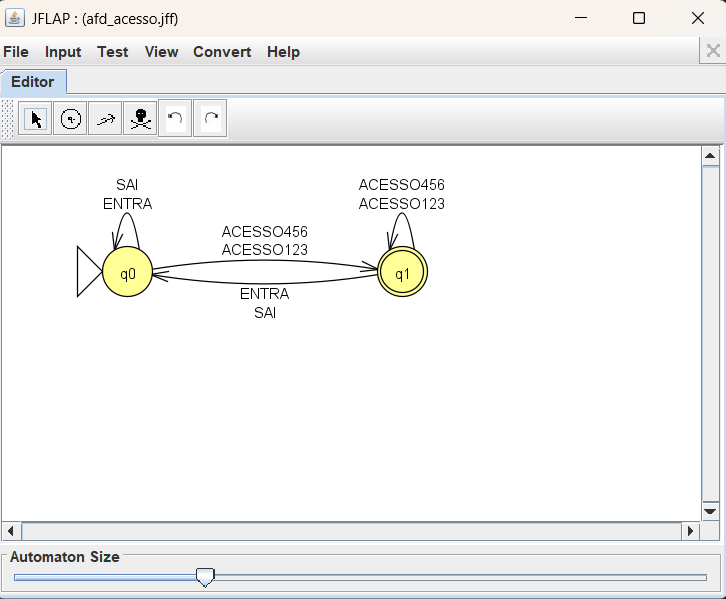 JFLAP : (afd_acesso.jff)
File Input Test View Convert Help
Editor
SAI
ENTRA
ACESSO456
ACESSO123
ACESSO456
ACESSO123
q0
q1
ENTRA
SAI
Automaton Size